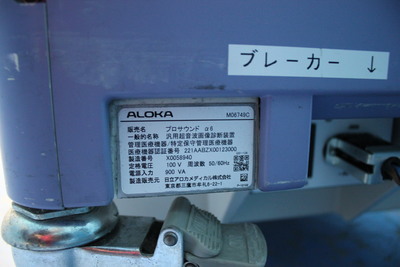 ブレーカー ↓
ALOKA M06749C
販売名 プロサウンド α6
一般的名称 汎用超音波画像診断装置
管理医療機器/特定保守管理医療機器
医療機器認証番号 221AABZX00123000
製造番号 X0056940
定格電圧 100 V 周波数 50/60Hz
電源入力 900 VA
製造販売元 日立アロカメディカル株式会社
東京都三鷹市牟礼6-22-1